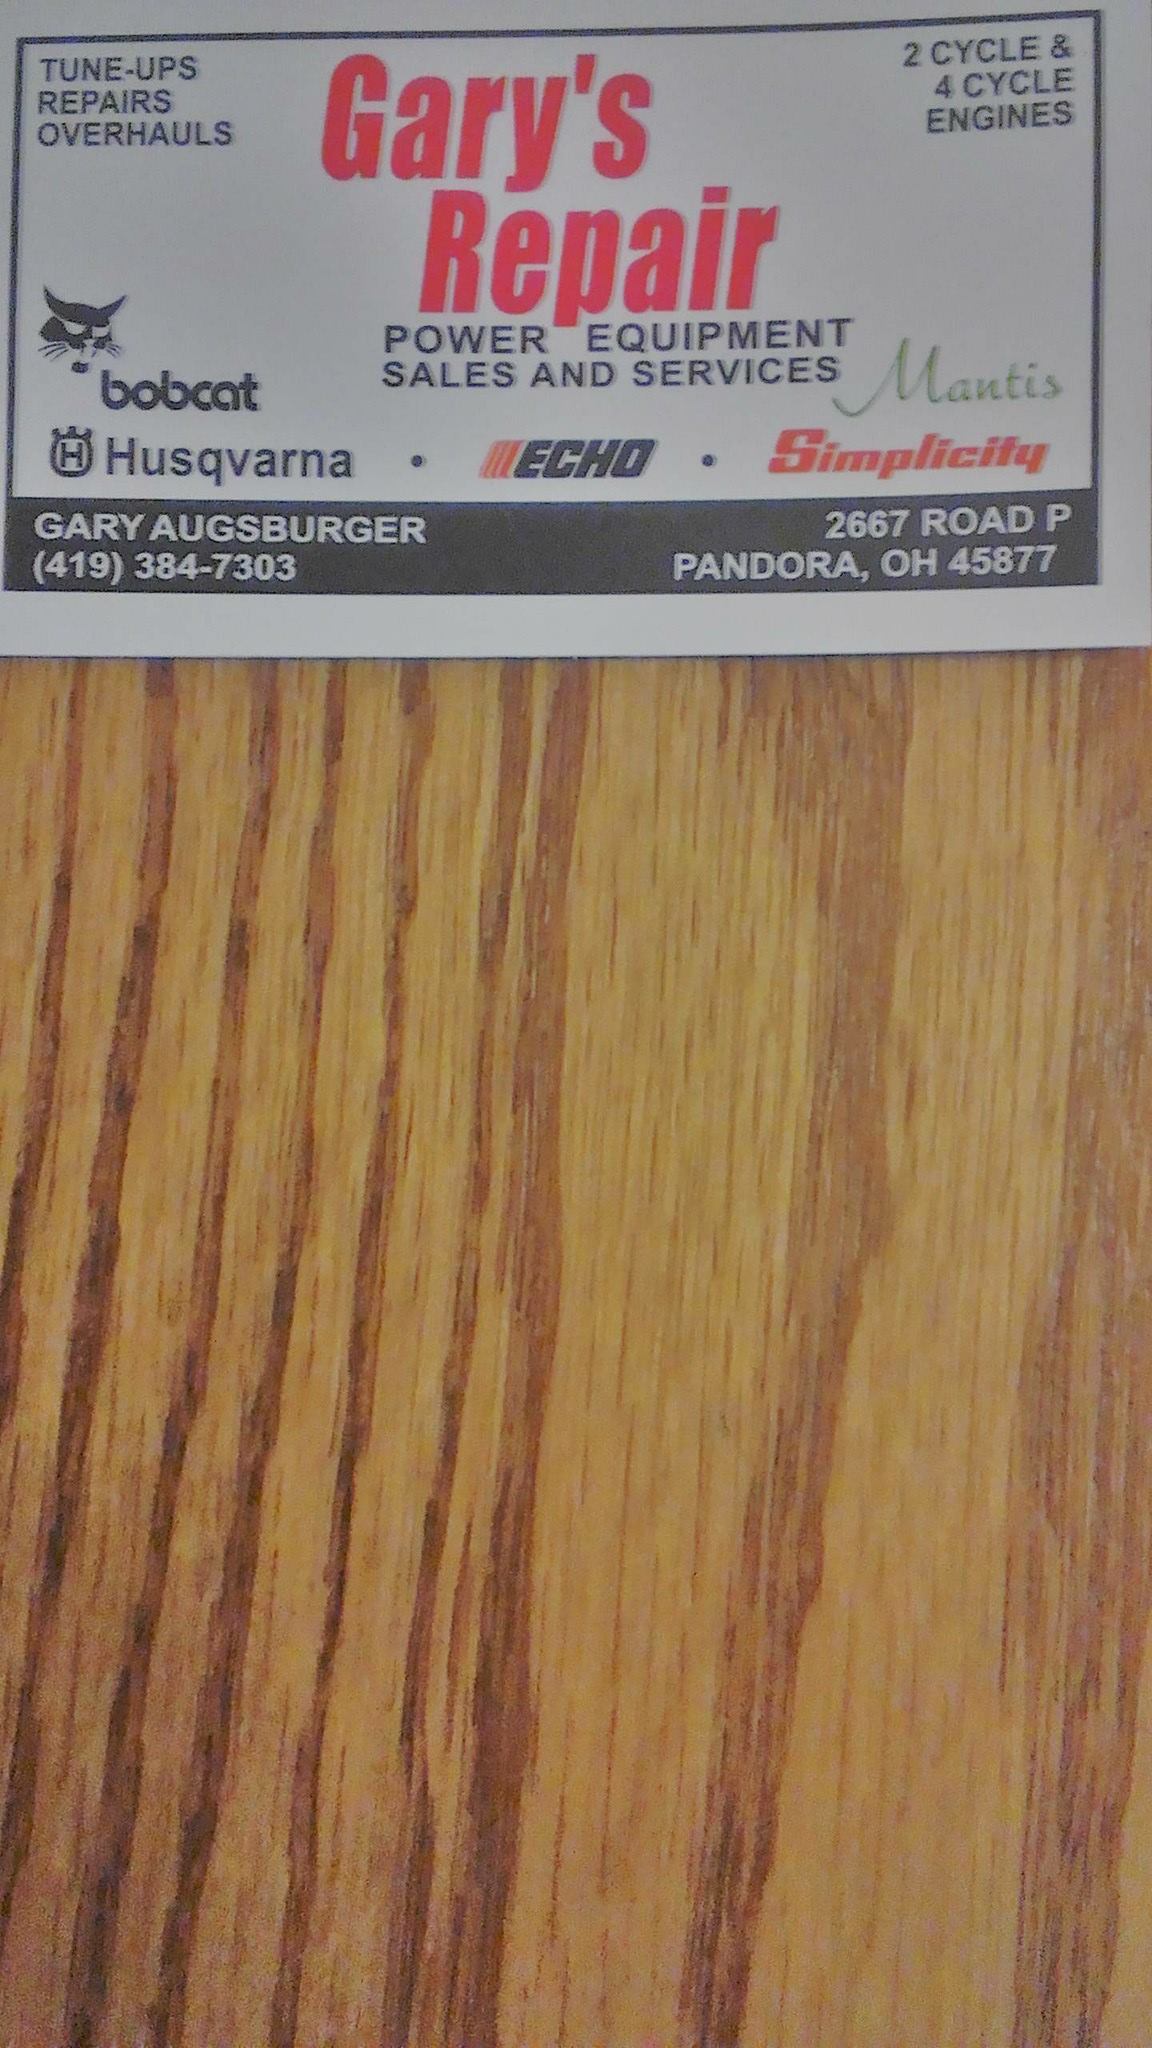 TUNE-UPS
REPAIRS
OVERHAULS
Gary's
Repair
2 CYCLE &
4 CYCLE
ENGINES
POWER EQUIPMENT
SALES AND SERVICES
bobcat
Mantis
H Husqvarna • ECHO • Simplicity
GARY AUGSBURGER
(419) 384-7303
2667 ROAD P
PANDORA, OH 45877